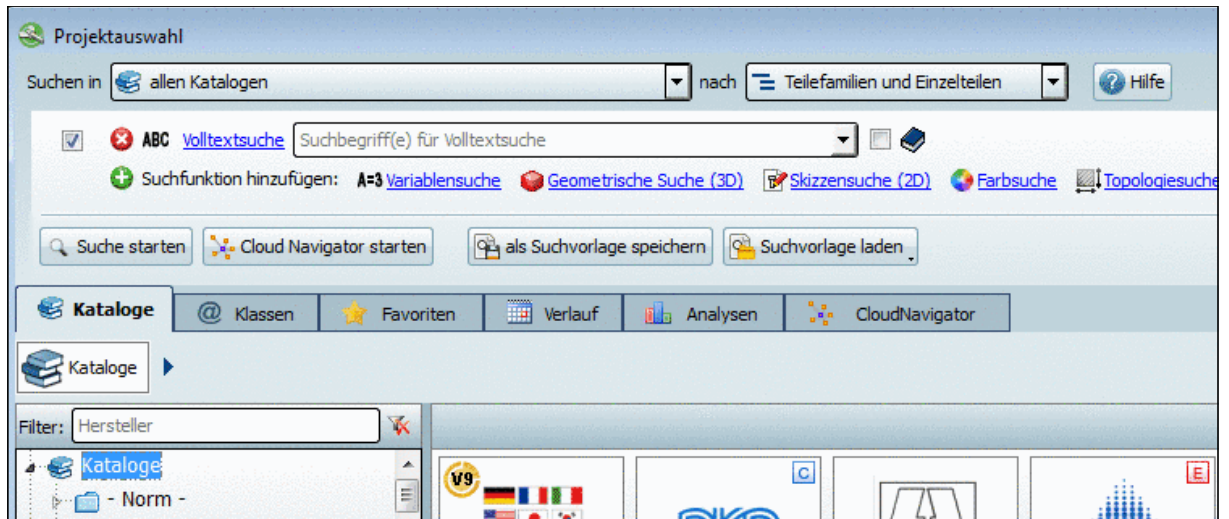 Projektauswahl
Suchen in allen Katalogen nach Teilefamilien und Einzelteilen Hilfe
ABC Volltextsuche Suchbegriff(e) für Volltextsuche
Suchfunktion hinzufügen: A=3 Variablensuche Geometrische Suche (3D) Skizzensuche (2D) Farbsuche Topologiesuche
Suche starten Cloud Navigator starten als Suchvorlage speichern Suchvorlage laden
Kataloge @ Klassen Favoriten Verlauf Analysen CloudNavigator
Kataloge
Filter: Hersteller
Kataloge
- Norm -
V9 C E